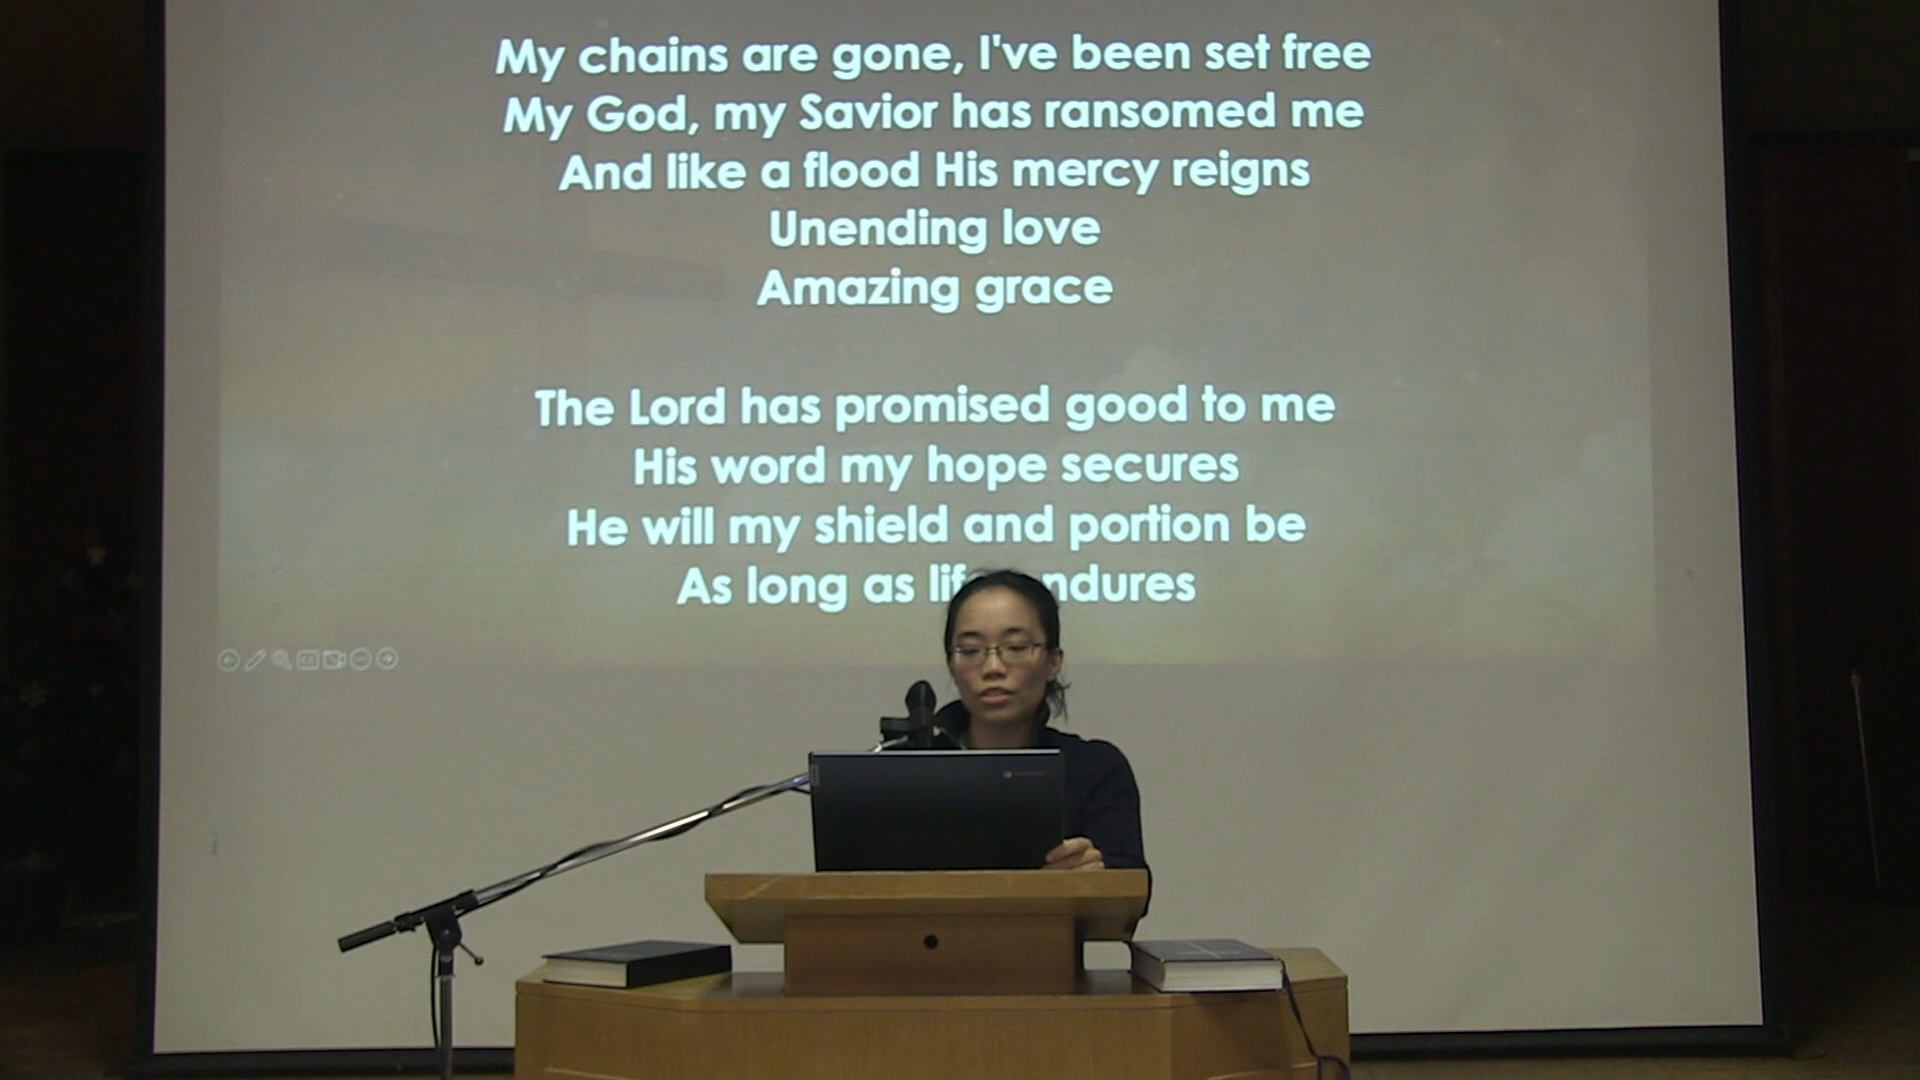 My chains are gone, I've been set free
My God, my Savior has ransomed me
And like a flood His mercy reigns
Unending love
Amazing grace
The Lord has promised good to me
His word my hope secures
He will my shield and portion be
As long as life endures